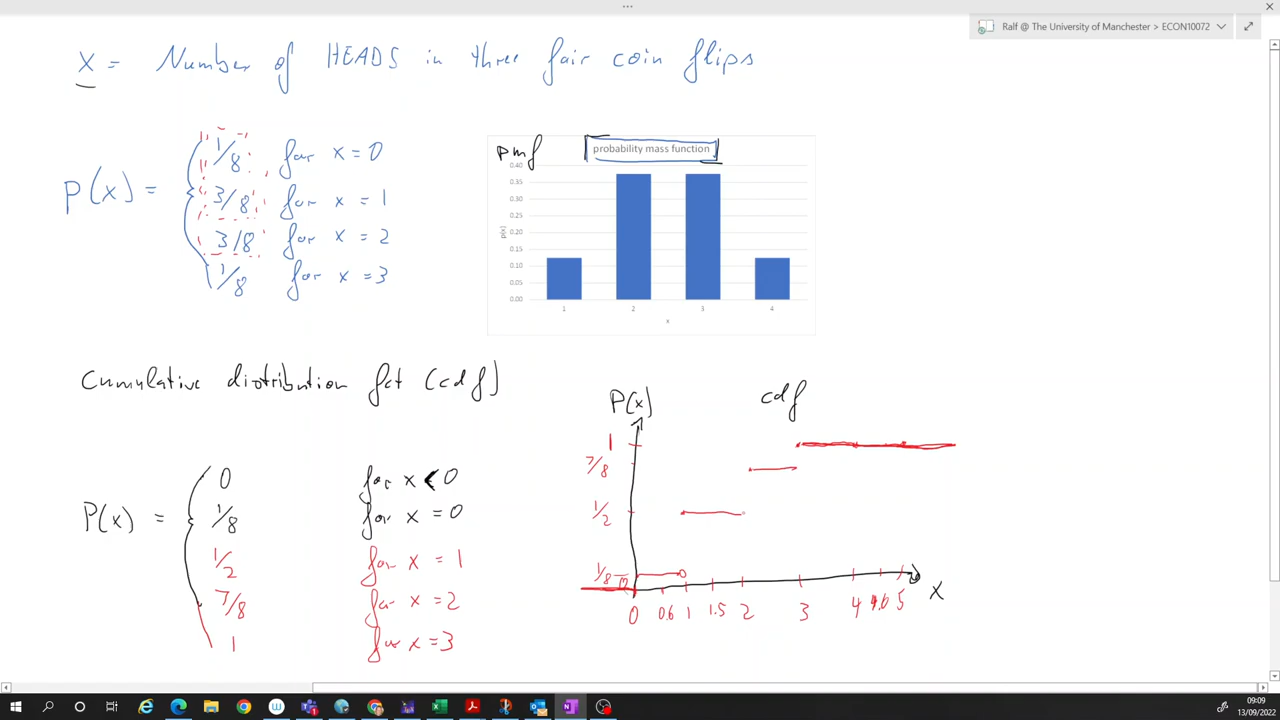 Ralf @ The University of Manchester > ECON10072
X = Number of HEADS in three fair coin flips
p(x) =
1/8 for x = 0
3/8 for x = 1
3/8 for x = 2
1/8 for x = 3
pmf
probability mass function
0.40
0.35
0.30
0.25
0.20
0.15
0.10
0.05
0.00
p(x)
1 2 3 4
x
Cumulative distribution fct (cdf)
P(x) =
0 for x < 0
1/8 for x = 0
1/2 for x = 1
7/8 for x = 2
1 for x = 3
P(x) cdf
1
7/8
1/2
1/8
0 0.6 1 1.5 2 3 4 5
x
09:09
13/09/2022